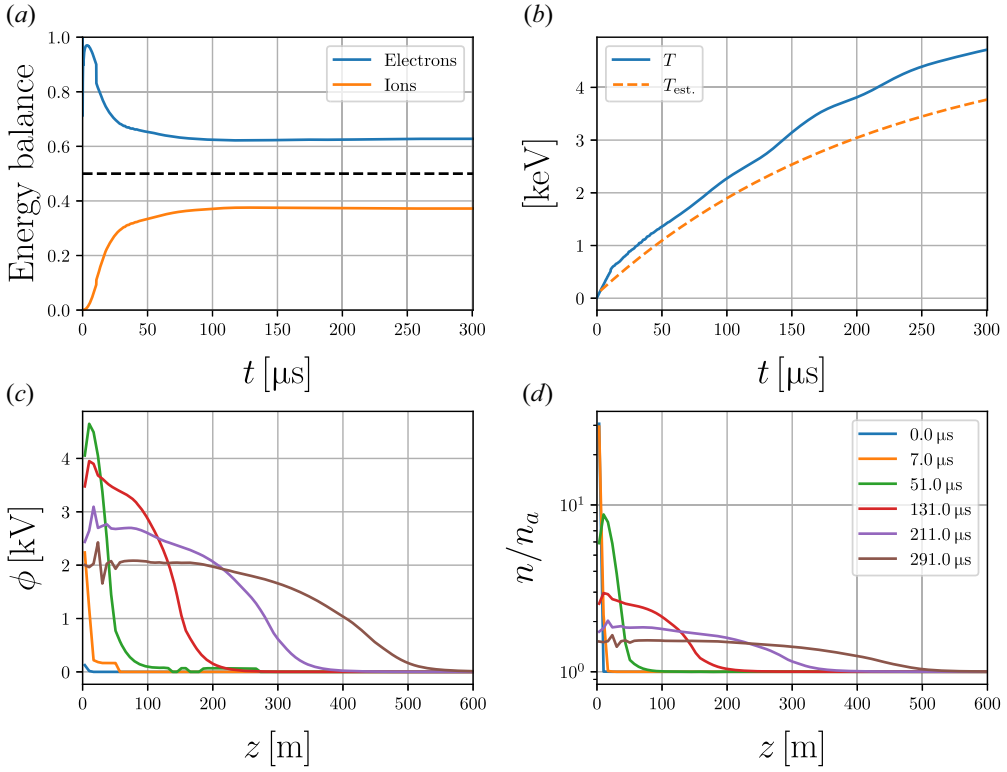 (a)
Energy balance
1.0
0.8
0.6
0.4
0.2
0.0
Electrons
Ions
0 50 100 150 200 250 300
t [μs]
(b)
[keV]
5
4
3
2
1
0
T
T_est.
0 50 100 150 200 250 300
t [μs]
(c)
ϕ [kV]
4
3
2
1
0
0 100 200 300 400 500 600
z [m]
(d)
n/n_a
10¹
10⁰
0.0 μs
7.0 μs
51.0 μs
131.0 μs
211.0 μs
291.0 μs
0 100 200 300 400 500 600
z [m]